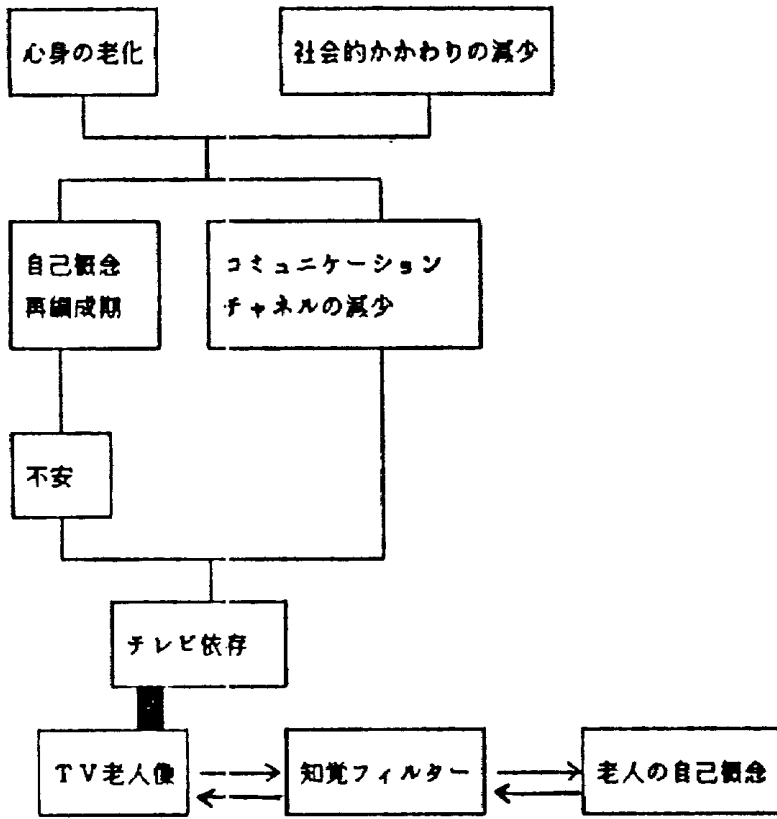 心身の老化
社会的かかわりの減少
自己概念
再編成期
コミュニケーション
チャネルの減少
不安
テレビ依存
TV老人像
知覚フィルター
老人の自己概念